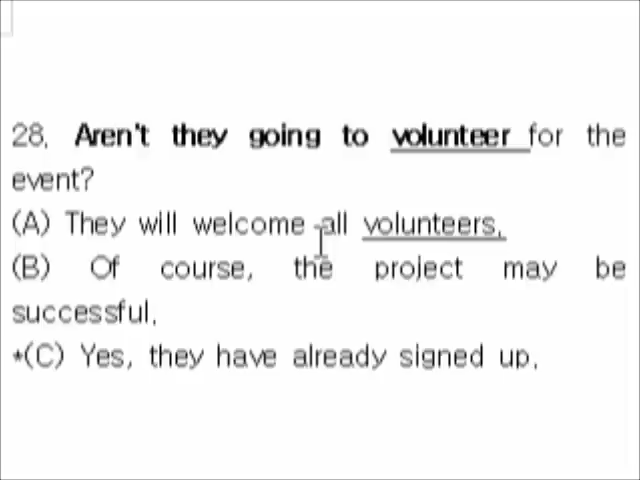 28. Aren't they going to volunteer for the
event?
(A) They will welcome all volunteers.
(B) Of course, the project may be
successful.
*(C) Yes, they have already signed up.